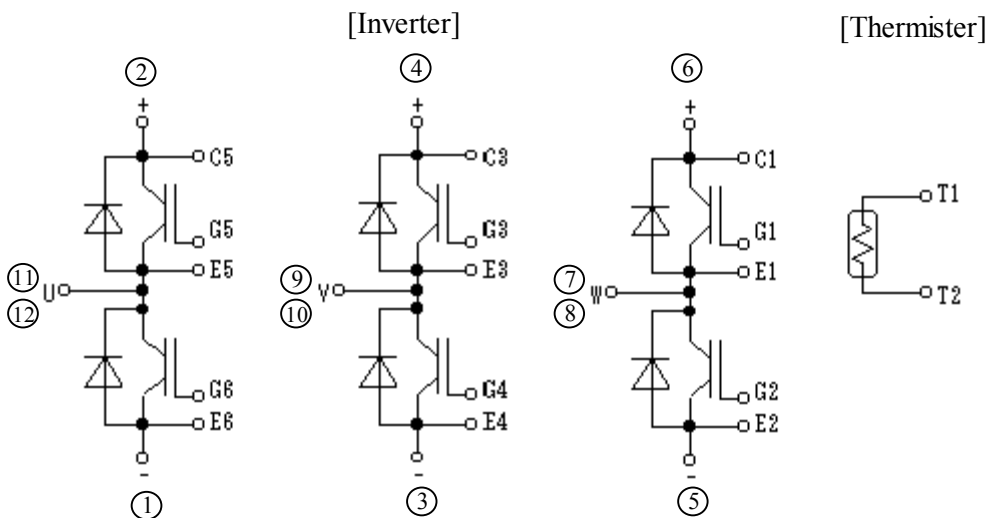 [Inverter]
[Thermister]
② ④ ⑥
+ + +
C5 C3 C1
T1
G5 G3 G1
E5 E3 E1
⑪ U ⑨ V ⑦ W
T2
⑫ ⑩ ⑧
G6 G4 G2
E6 E4 E2
- - -
① ③ ⑤